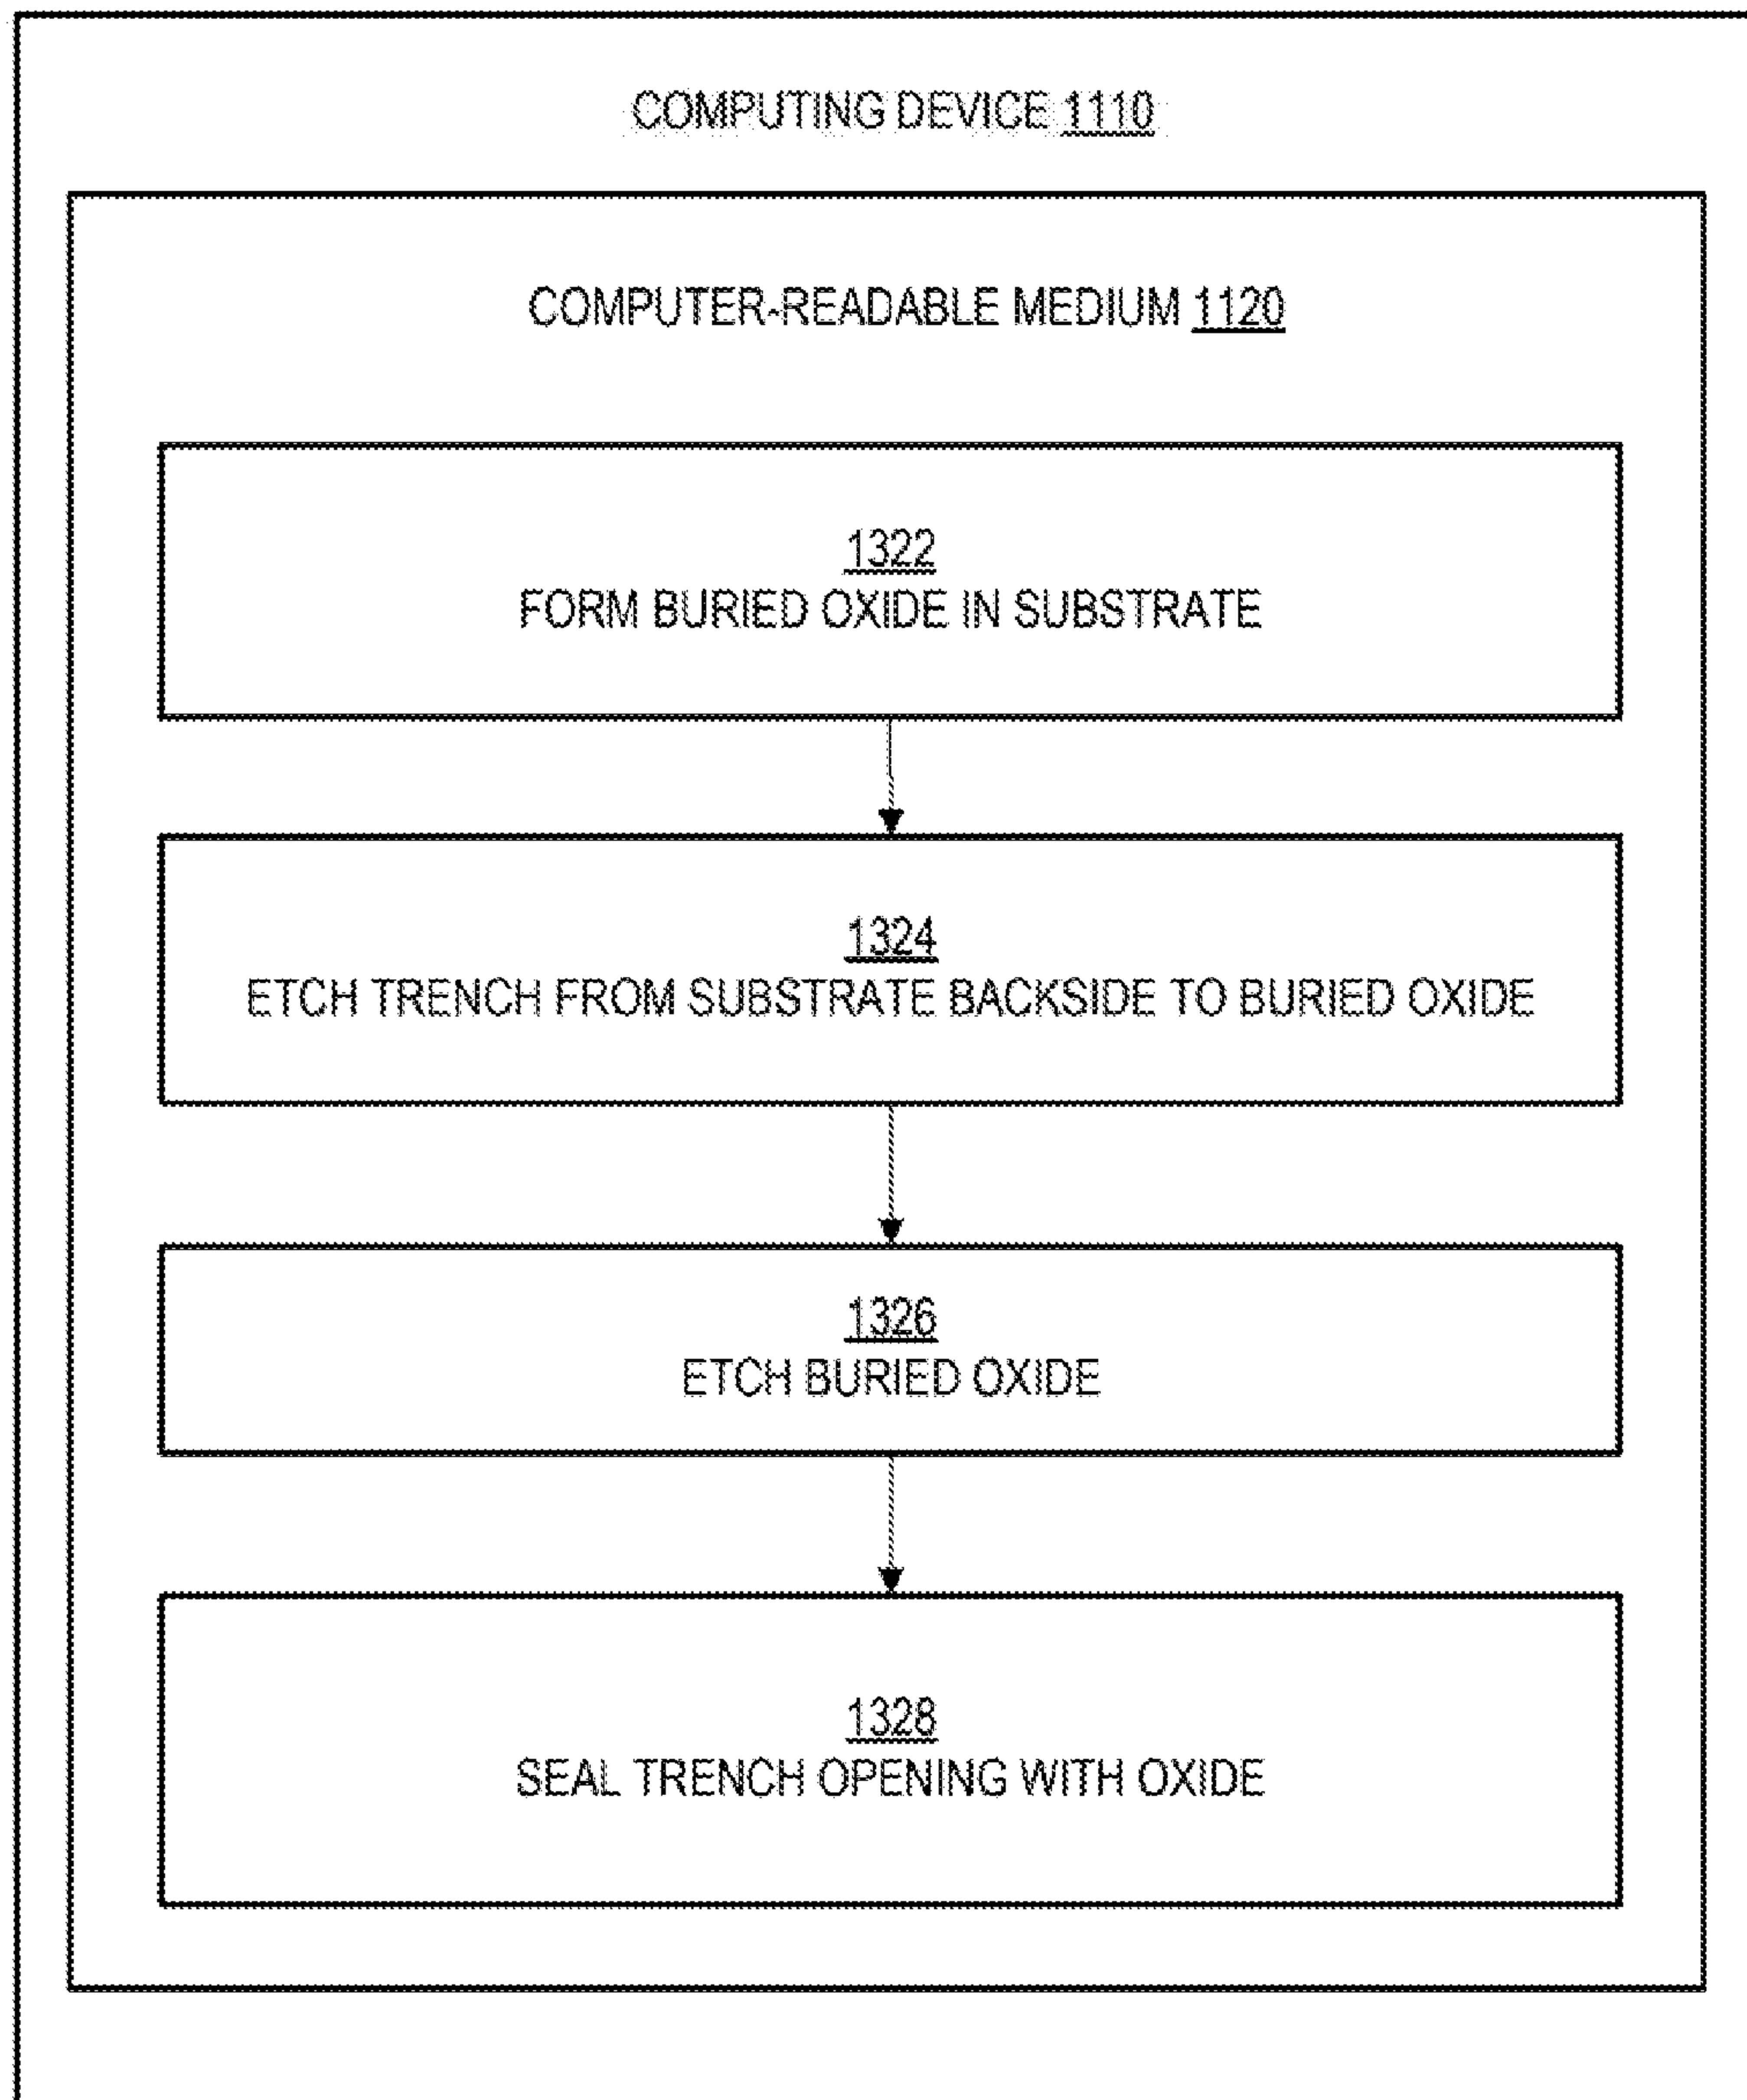 COMPUTING DEVICE 1110
COMPUTER-READABLE MEDIUM 1120
1322
FORM BURIED OXIDE IN SUBSTRATE
1324
ETCH TRENCH FROM SUBSTRATE BACKSIDE TO BURIED OXIDE
1326
ETCH BURIED OXIDE
1328
SEAL TRENCH OPENING WITH OXIDE